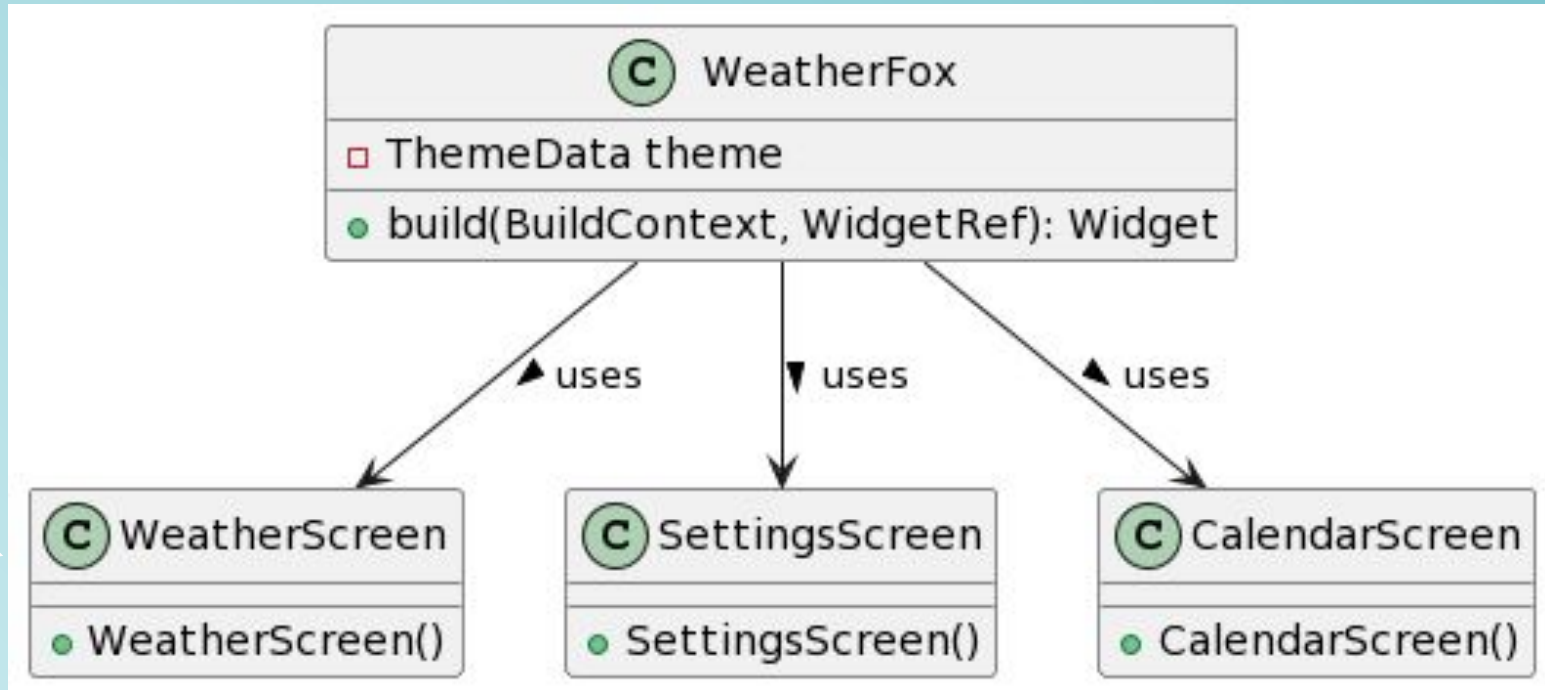 C WeatherFox
ThemeData theme
build(BuildContext, WidgetRef): Widget
uses
uses
uses
C WeatherScreen
WeatherScreen()
C SettingsScreen
SettingsScreen()
C CalendarScreen
CalendarScreen()